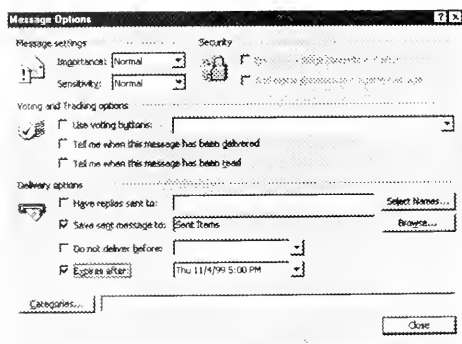 Message Options
Message settings
Security
Importance: Normal
Sensitivity: Normal
Voting and Tracking options
Use voting buttons:
Tell me when this message has been delivered
Tell me when this message has been read
Delivery options
Have replies sent to:
Select Names...
Save sent message to: Sent Items
Browse...
Do not deliver before:
Expires after: Thu 11/4/99 5:00 PM
Categories...
Close